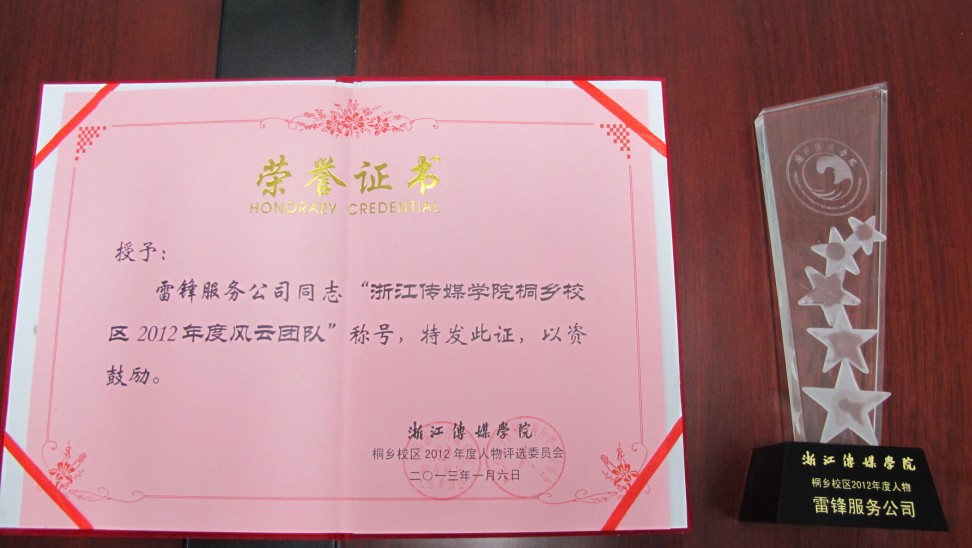 荣誉证书
HONORARY CREDENTIAL
授予：
雷锋服务公司同志“浙江传媒学院桐乡校
区2012年度风云团队”称号，特发此证，以资
鼓励。
浙江傳媒學院
桐乡校区2012年度人物评选委员会
二〇一三年一月六日
浙江傳媒學院
桐乡校区2012年度人物
雷锋服务公司